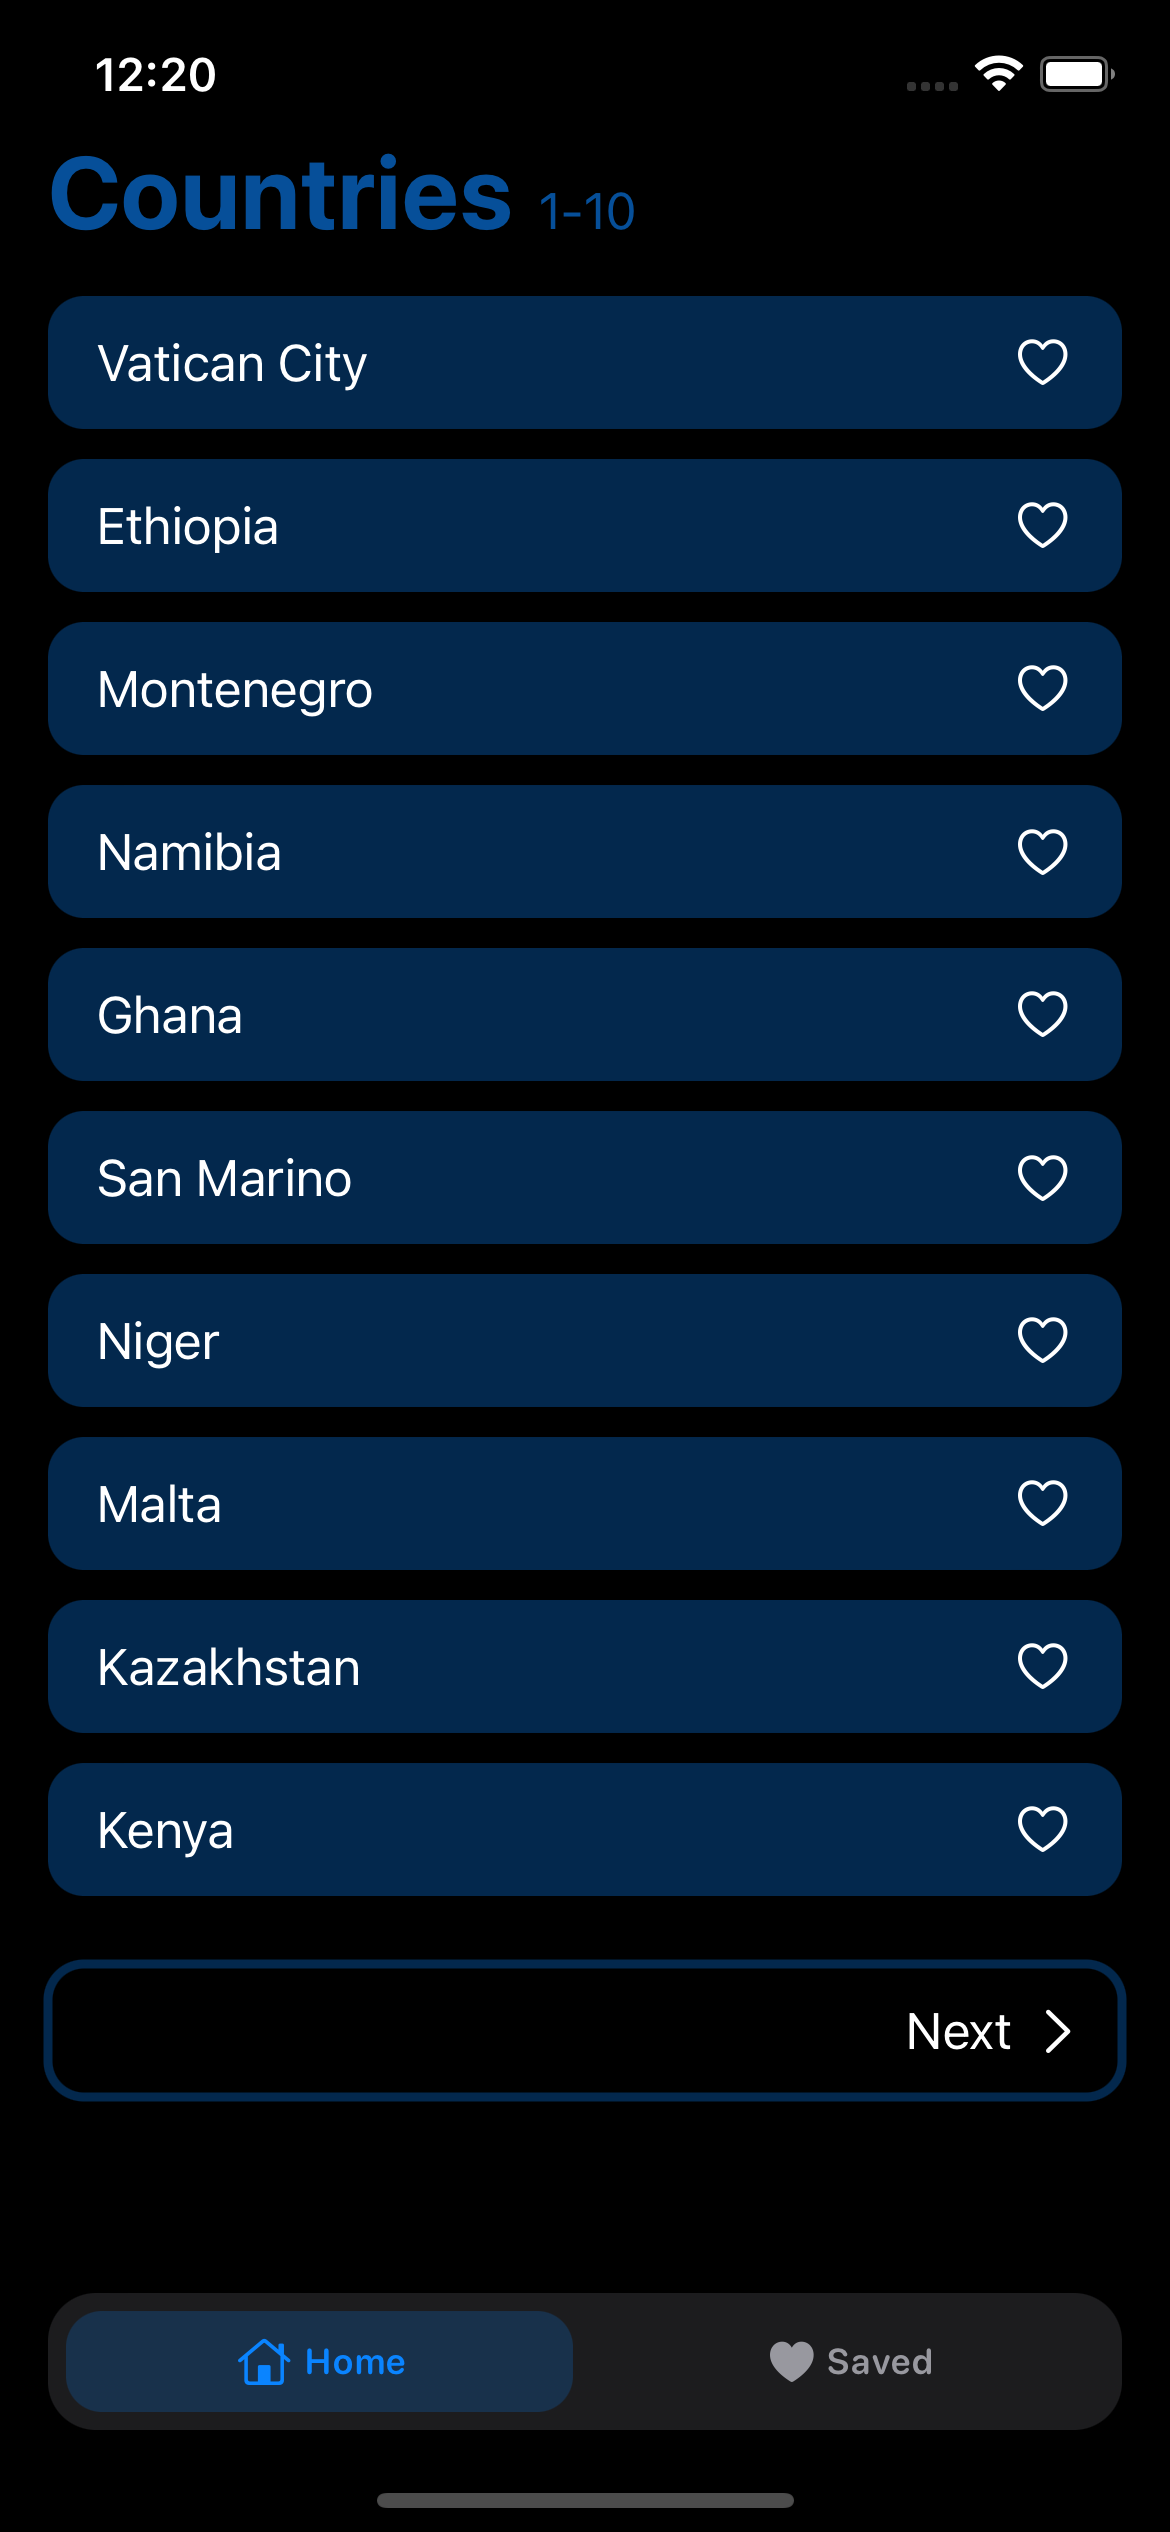 12:20
Countries 1-10
Vatican City
Ethiopia
Montenegro
Namibia
Ghana
San Marino
Niger
Malta
Kazakhstan
Kenya
Next
Home Saved